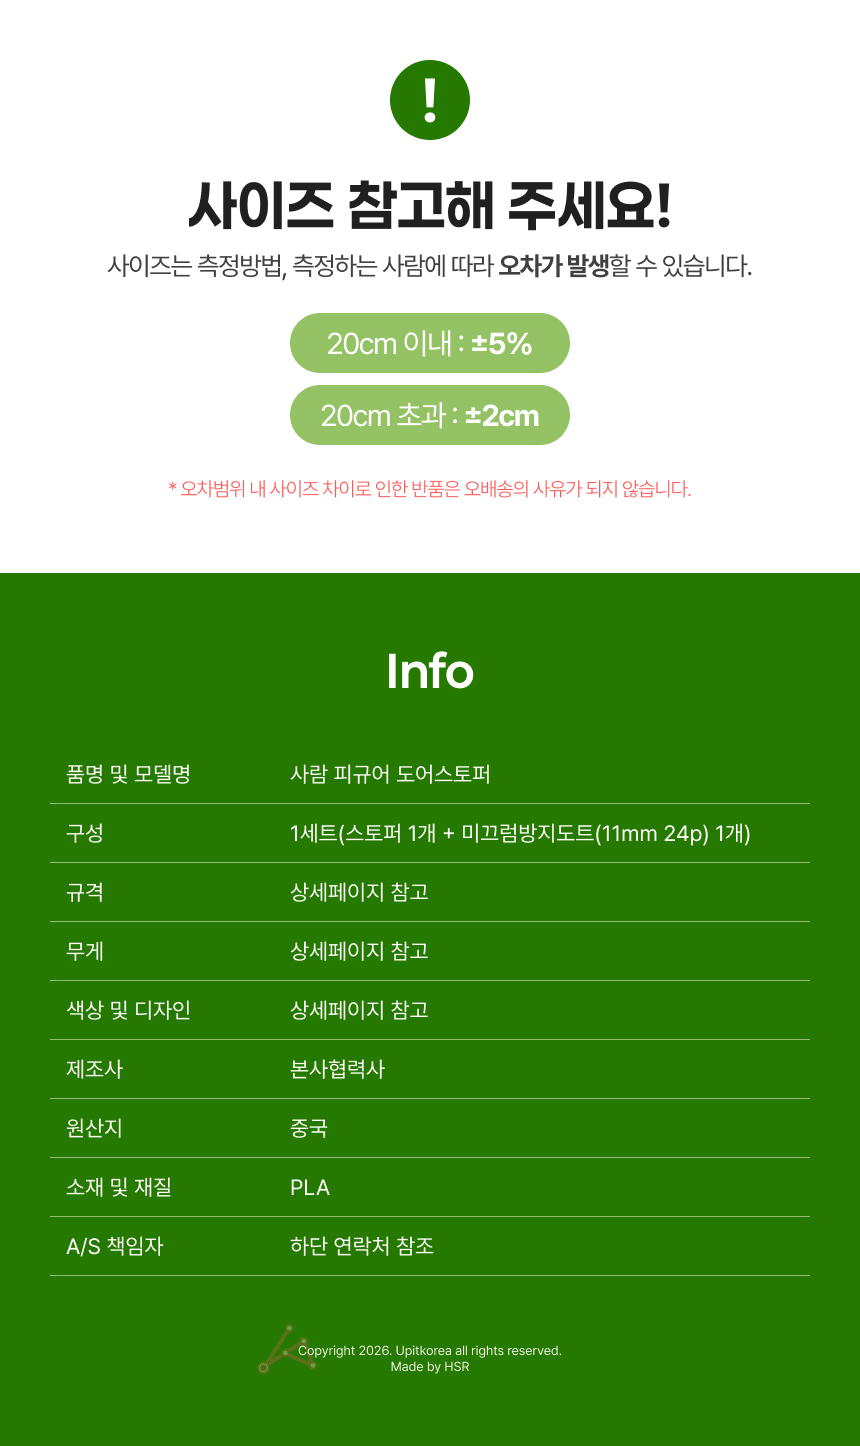 !
사이즈 참고해 주세요!
사이즈는 측정방법, 측정하는 사람에 따라 오차가 발생할 수 있습니다.
20cm 이내 : ±5%
20cm 초과 : ±2cm
* 오차범위 내 사이즈 차이로 인한 반품은 오배송의 사유가 되지 않습니다.
Info
품명 및 모델명 사람 피규어 도어스토퍼
구성 1세트(스토퍼 1개 + 미끄럼방지도트(11mm 24p) 1개)
규격 상세페이지 참고
무게 상세페이지 참고
색상 및 디자인 상세페이지 참고
제조사 본사협력사
원산지 중국
소재 및 재질 PLA
A/S 책임자 하단 연락처 참조
Copyright 2026. Upitkorea all rights reserved.
Made by HSR